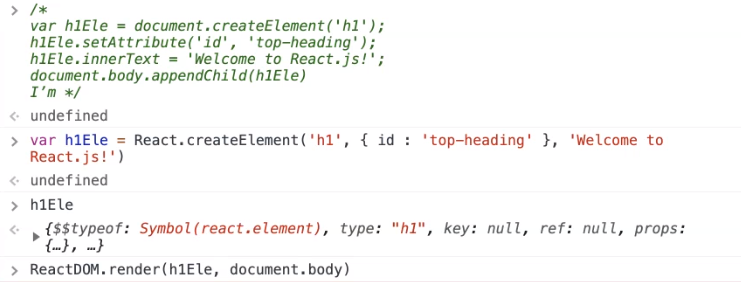 > /*
var h1Ele = document.createElement('h1');
h1Ele.setAttribute('id', 'top-heading');
h1Ele.innerText = 'Welcome to React.js!';
document.body.appendChild(h1Ele)
I’m */
undefined
> var h1Ele = React.createElement('h1', { id : 'top-heading' }, 'Welcome to
React.js!')
undefined
> h1Ele
{$$typeof: Symbol(react.element), type: "h1", key: null, ref: null, props:
{…}, …}
> ReactDOM.render(h1Ele, document.body)